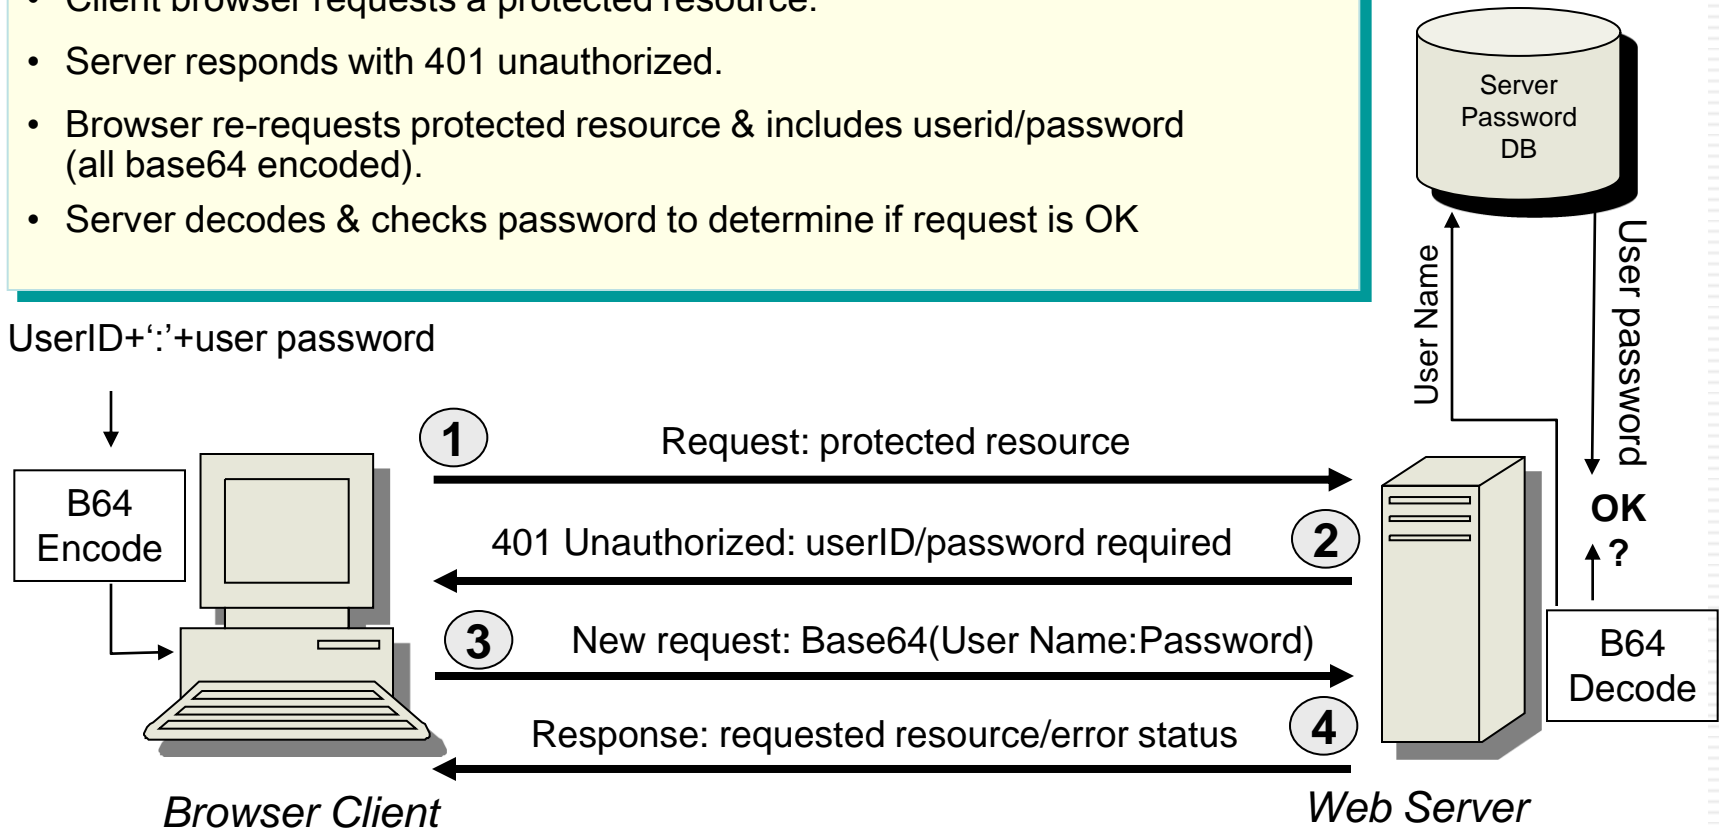 • Client browser requests a protected resource.
• Server responds with 401 unauthorized.
• Browser re-requests protected resource & includes userid/password
(all base64 encoded).
• Server decodes & checks password to determine if request is OK
Server
Password
DB
User Name
User password
UserID+‘:’+user password
B64
Encode
1
Request: protected resource
401 Unauthorized: userID/password required
2
3
New request: Base64(User Name:Password)
Response: requested resource/error status
4
OK
?
B64
Decode
Browser Client
Web Server